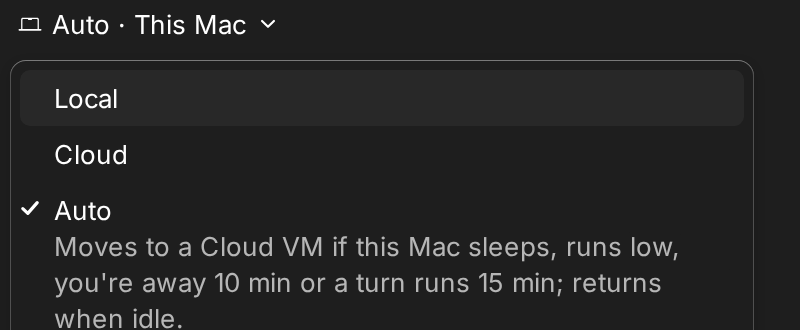 Auto · This Mac
Local
Cloud
Auto
Moves to a Cloud VM if this Mac sleeps, runs low,
you're away 10 min or a turn runs 15 min; returns
when idle.